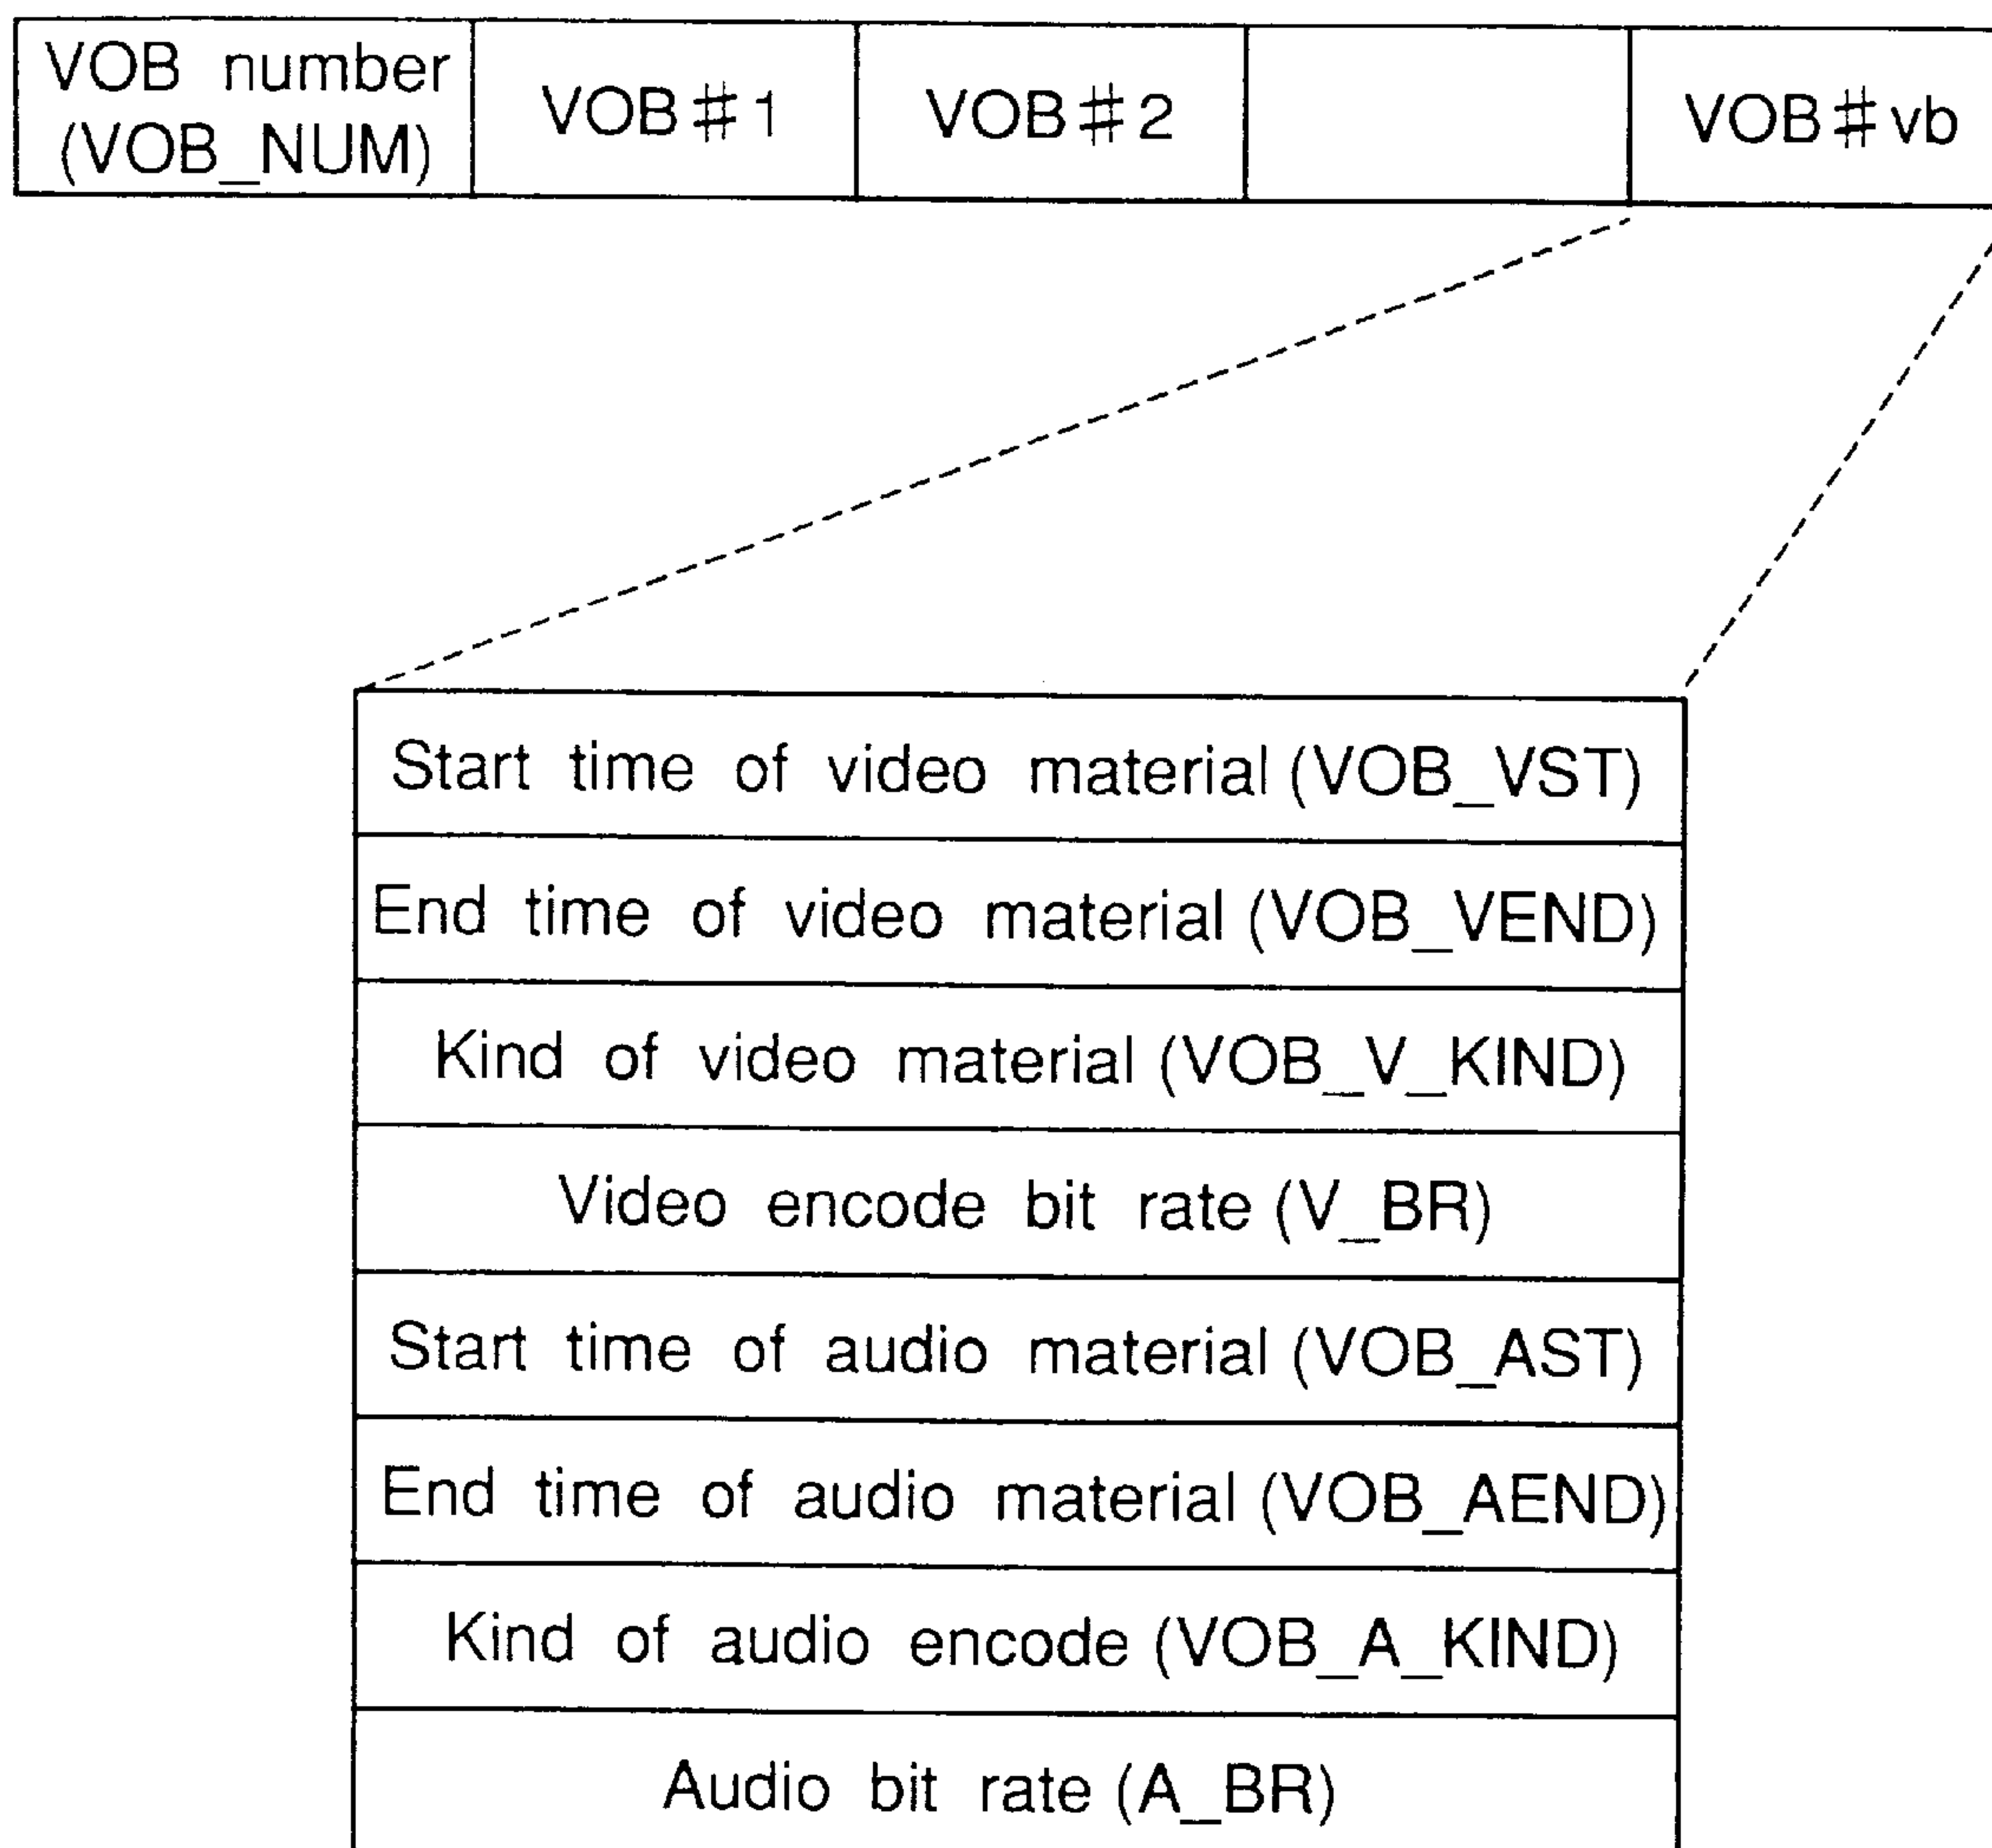 VOB number
(VOB_NUM)
VOB#1
VOB#2
VOB#vb
Start time of video material (VOB_VST)
End time of video material (VOB_VEND)
Kind of video material (VOB_V_KIND)
Video encode bit rate (V_BR)
Start time of audio material (VOB_AST)
End time of audio material (VOB_AEND)
Kind of audio encode (VOB_A_KIND)
Audio bit rate (A_BR)